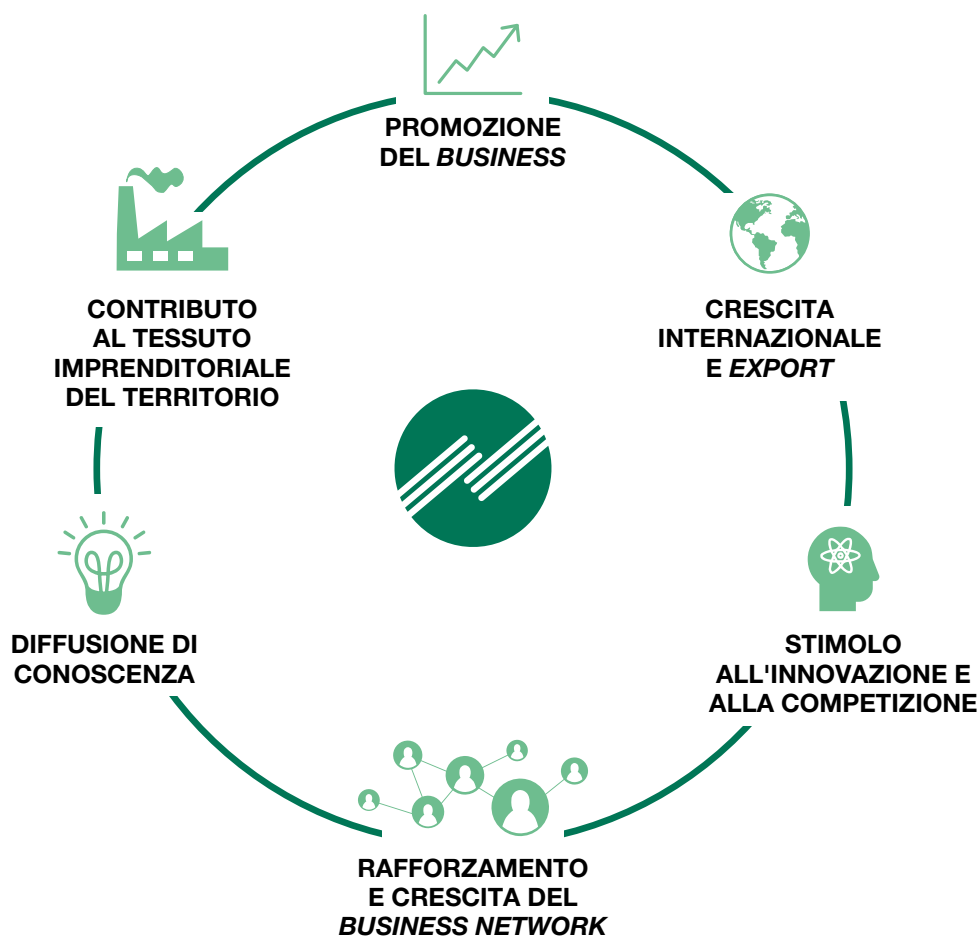 PROMOZIONE
DEL BUSINESS
CRESCITA
INTERNAZIONALE
E EXPORT
STIMOLO
ALL'INNOVAZIONE E
ALLA COMPETIZIONE
RAFFORZAMENTO
E CRESCITA DEL
BUSINESS NETWORK
DIFFUSIONE DI
CONOSCENZA
CONTRIBUTO
AL TESSUTO
IMPRENDITORIALE
DEL TERRITORIO